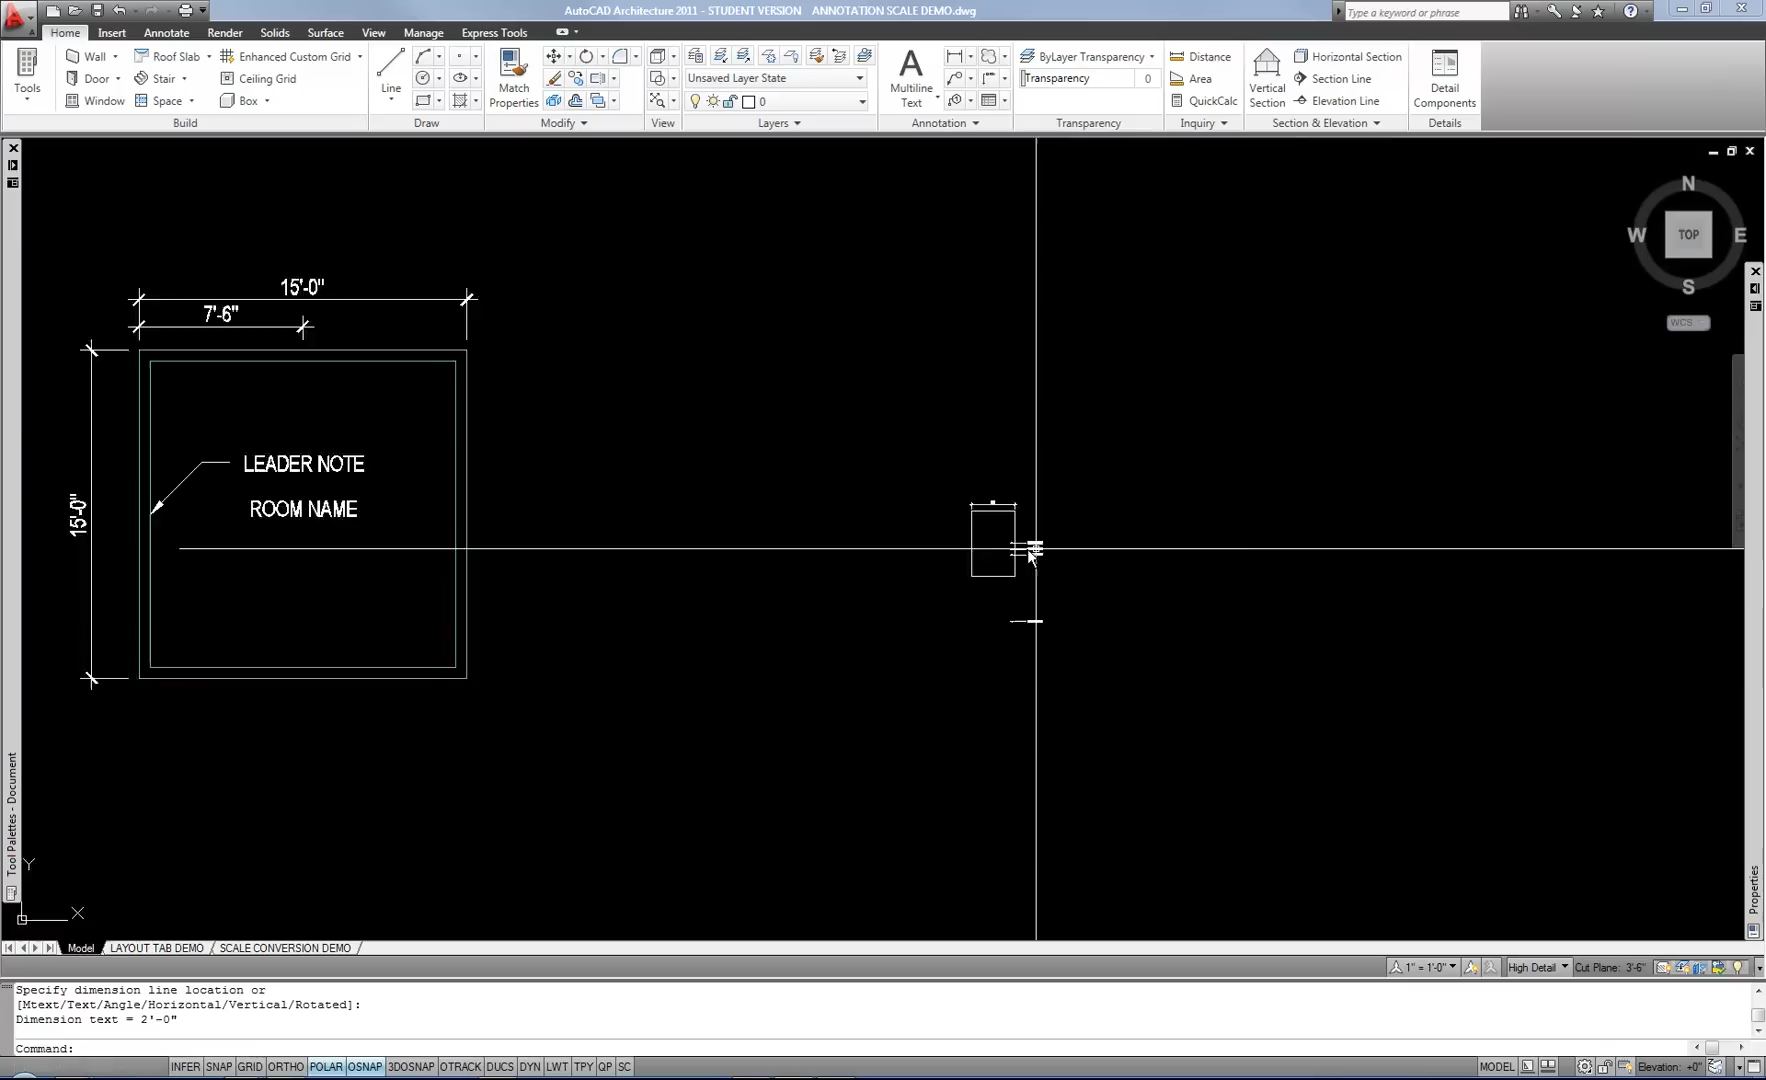 AutoCAD Architecture 2011 - STUDENT VERSION    ANNOTATION SCALE DEMO.dwg
Type a keyword or phrase
Home Insert Annotate Render Solids Surface View Manage Express Tools
Wall Roof Slab Enhanced Custom Grid
Door Stair Ceiling Grid
Window Space Box
Tools
Build
Line
Draw
Match
Properties
Modify
View
Unsaved Layer State
0
Layers
Multiline
Text
Annotation
ByLayer Transparency
Transparency 0
Transparency
Distance
Area
QuickCalc
Inquiry
Vertical
Section
Horizontal Section
Section Line
Elevation Line
Section & Elevation
Detail
Components
Details
N
W TOP E
S
WCS
15'-0"
7'-6"
15'-0"
LEADER NOTE
ROOM NAME
Tool Palettes - Document
Properties
Y
X
Model LAYOUT TAB DEMO SCALE CONVERSION DEMO
1" = 1'-0" High Detail Cut Plane: 3'-6"
Specify dimension line location or
[Mtext/Text/Angle/Horizontal/Vertical/Rotated]:
Dimension text = 2'-0"
Command:
INFER SNAP GRID ORTHO POLAR OSNAP 3DOSNAP OTRACK DUCS DYN LWT TPY QP SC MODEL Elevation: +0"